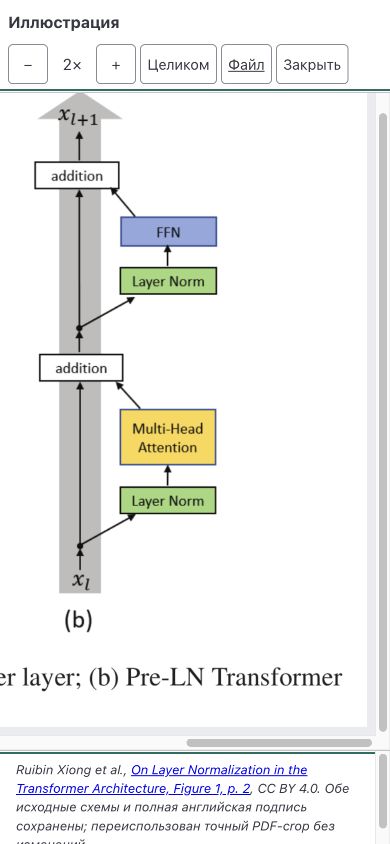 Иллюстрация
− 2× + Целиком Файл Закрыть
xl+1
addition
FFN
Layer Norm
addition
Multi-Head
Attention
Layer Norm
xl
(b)
er layer; (b) Pre-LN Transformer
Ruibin Xiong et al., On Layer Normalization in the
Transformer Architecture, Figure 1, p. 2, CC BY 4.0. Обе
исходные схемы и полная английская подпись
сохранены; переиспользован точный PDF-crop без